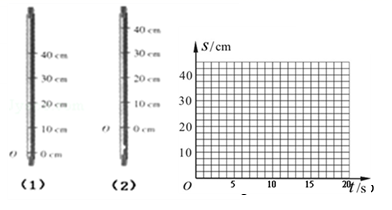 40 cm
30 cm
20 cm
10 cm
O 0 cm
(1)
40 cm
30 cm
20 cm
10 cm
O 0 cm
(2)
S/cm
40
30
20
10
O 5 10 15 20 t/s